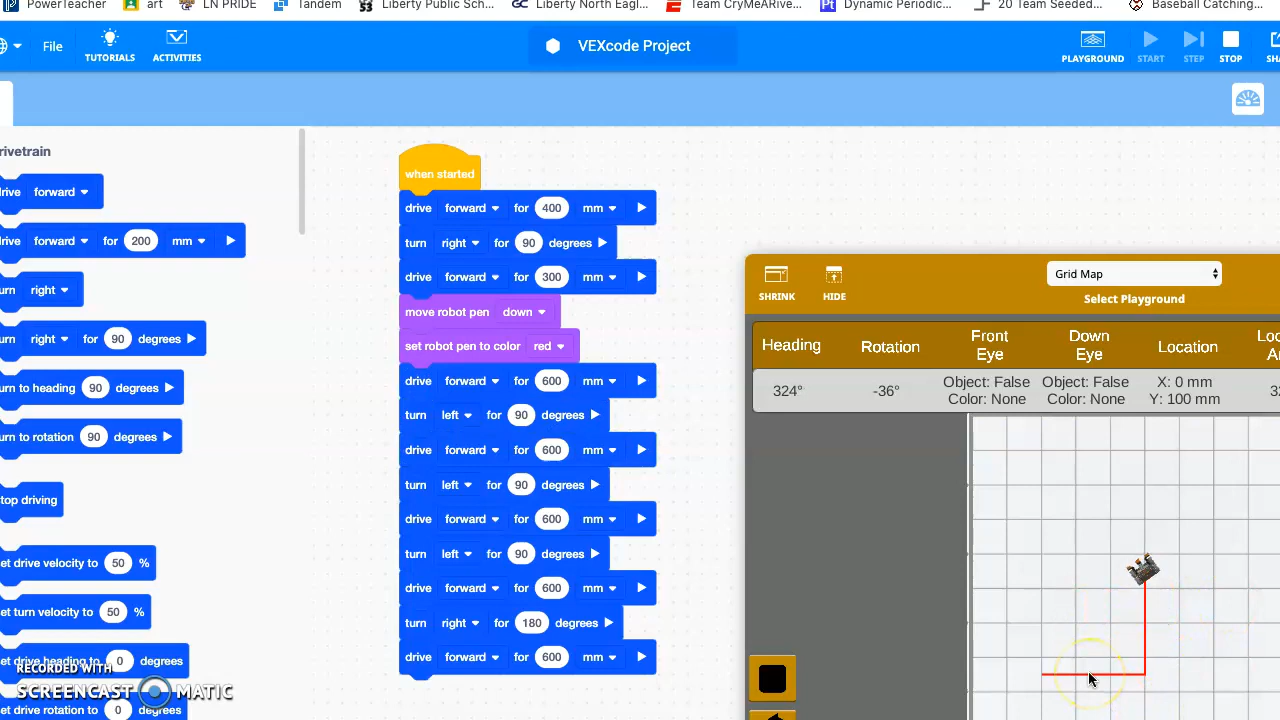 PowerTeacher art LN PRIDE Tandem Liberty Public Sch... Liberty North Eagl... Team CryMeARive... Dynamic Periodic... 20 Team Seeded... Baseball Catching...
File TUTORIALS ACTIVITIES VEXcode Project PLAYGROUND START STEP STOP SHA
rivetrain
rive forward
rive forward for 200 mm
urn right
urn right for 90 degrees
urn to heading 90 degrees
urn to rotation 90 degrees
top driving
et drive velocity to 50 %
et turn velocity to 50 %
et drive heading to 0 degrees
et drive rotation to 0 degrees
RECORDED WITH
SCREENCAST MATIC
when started
drive forward for 400 mm
turn right for 90 degrees
drive forward for 300 mm
move robot pen down
set robot pen to color red
drive forward for 600 mm
turn left for 90 degrees
drive forward for 600 mm
turn left for 90 degrees
drive forward for 600 mm
turn left for 90 degrees
drive forward for 600 mm
turn right for 180 degrees
drive forward for 600 mm
SHRINK HIDE
Grid Map
Select Playground
Heading Rotation Front Eye Down Eye Location Loc A
324° -36° Object: False Color: None Object: False Color: None X: 0 mm Y: 100 mm 32